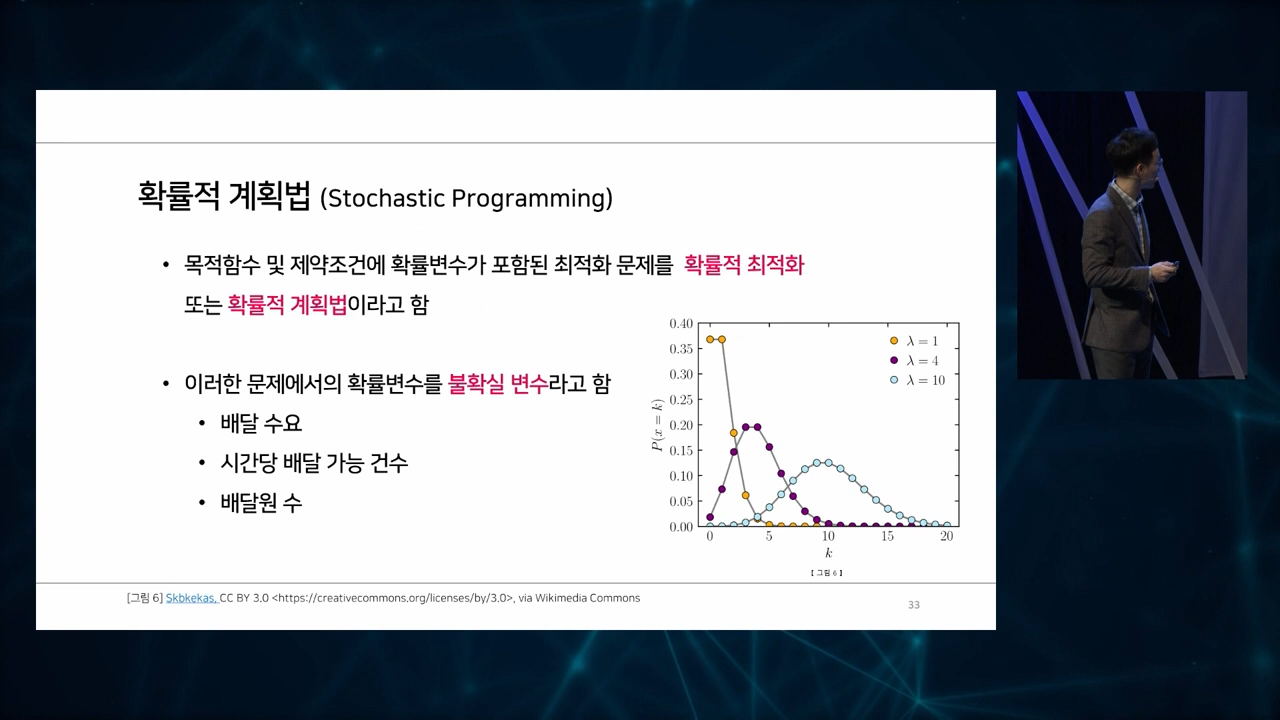 확률적 계획법 (Stochastic Programming)
• 목적함수 및 제약조건에 확률변수가 포함된 최적화 문제를 확률적 최적화
또는 확률적 계획법이라고 함
• 이러한 문제에서의 확률변수를 불확실 변수라고 함
• 배달 수요
• 시간당 배달 가능 건수
• 배달원 수
0.40
0.35
0.30
0.25
0.20
0.15
0.10
0.05
0.00
P(x = k)
λ = 1
λ = 4
λ = 10
0 5 10 15 20
k
[ 그림 6 ]
[그림 6] Skbkekas, CC BY 3.0 <https://creativecommons.org/licenses/by/3.0>, via Wikimedia Commons
33